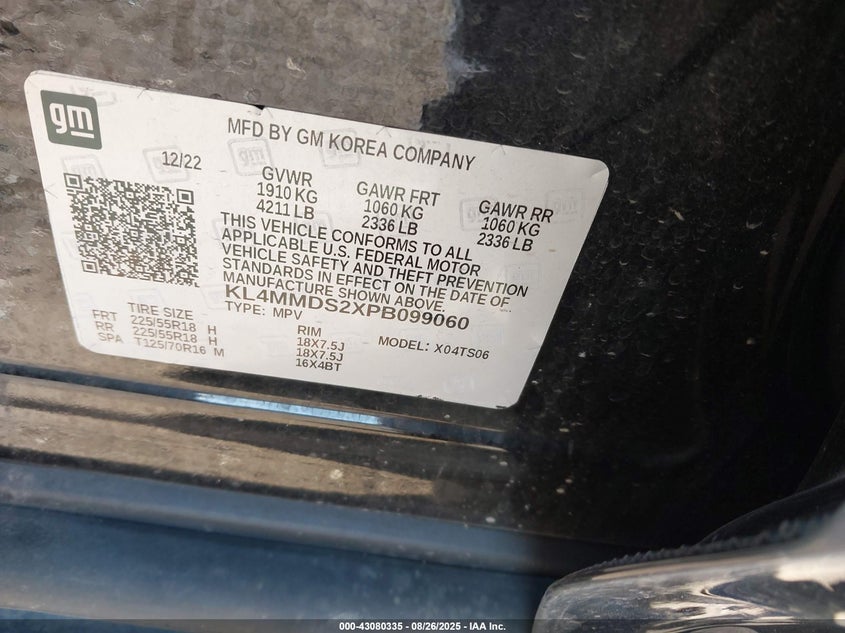 gm
MFD BY GM KOREA COMPANY
12/22
GVWR
1910 KG
4211 LB
GAWR FRT
1060 KG
2336 LB
GAWR RR
1060 KG
2336 LB
THIS VEHICLE CONFORMS TO ALL
APPLICABLE U.S. FEDERAL MOTOR
VEHICLE SAFETY AND THEFT PREVENTION
STANDARDS IN EFFECT ON THE DATE OF
MANUFACTURE SHOWN ABOVE.
KL4MMDS2XPB099060
TYPE: MPV
MODEL: X04TS06
TIRE SIZE
FRT 225/55R18 H
RR 225/55R18 H
SPA T125/70R16 M
RIM
18X7.5J
18X7.5J
16X4BT
000-43080335 - 08/26/2025 - IAA Inc.